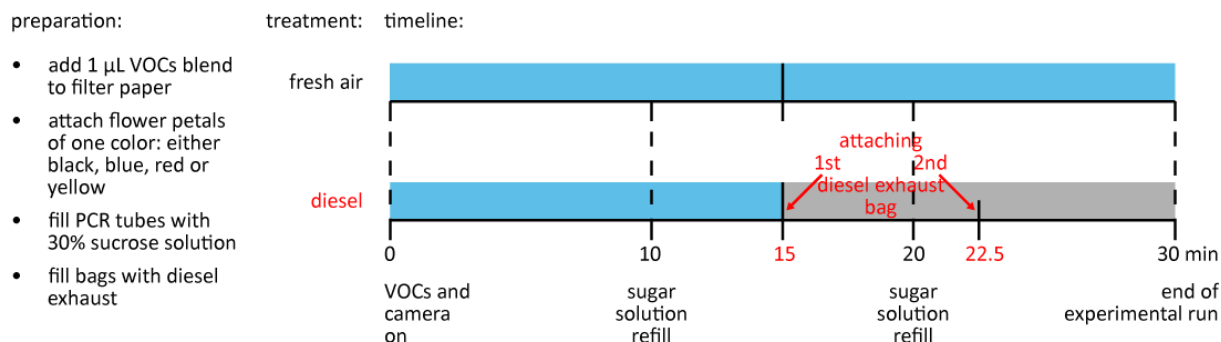 preparation:
• add 1 µL VOCs blend
to filter paper
• attach flower petals
of one color: either
black, blue, red or
yellow
• fill PCR tubes with
30% sucrose solution
• fill bags with diesel
exhaust
treatment:
timeline:
fresh air
diesel
attaching
1st 2nd
diesel exhaust
bag
0 10 15 20 22.5 30 min
VOCs and
camera
on
sugar
solution
refill
sugar
solution
refill
end of
experimental run